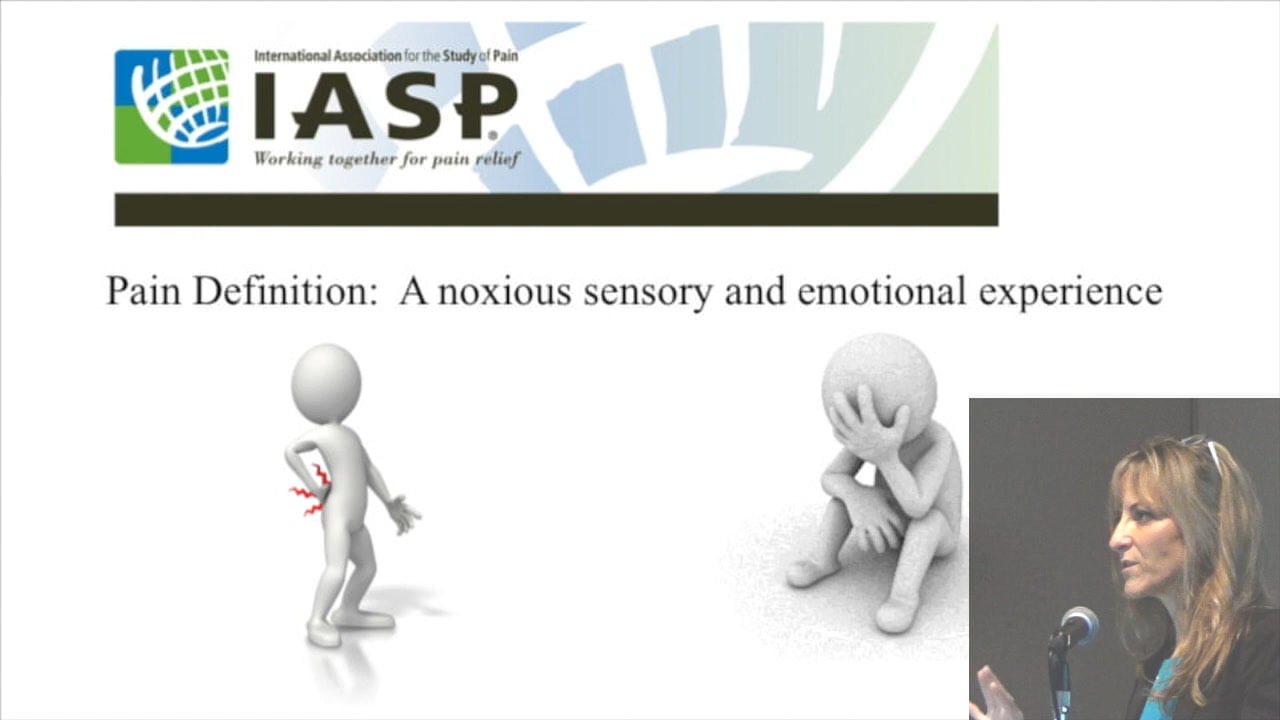 International Association for the Study of Pain
IASP®
Working together for pain relief
Pain Definition: A noxious sensory and emotional experience